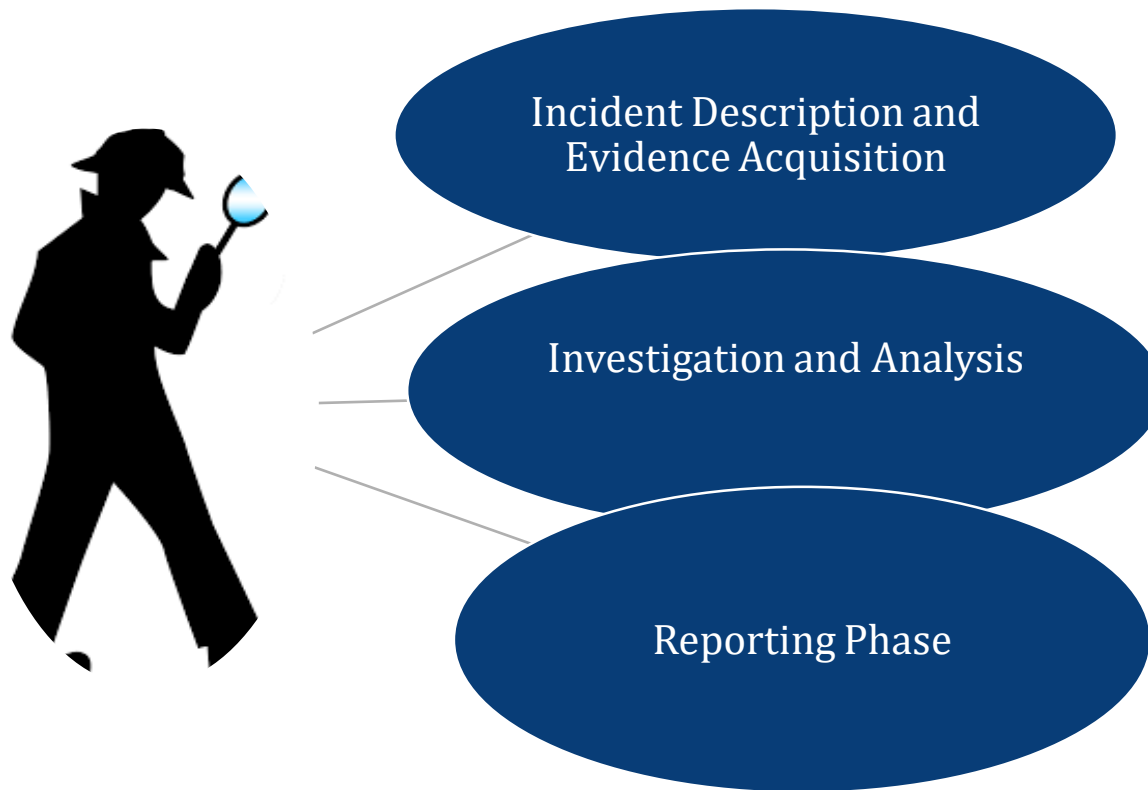 Incident Description and
Evidence Acquisition
Investigation and Analysis
Reporting Phase